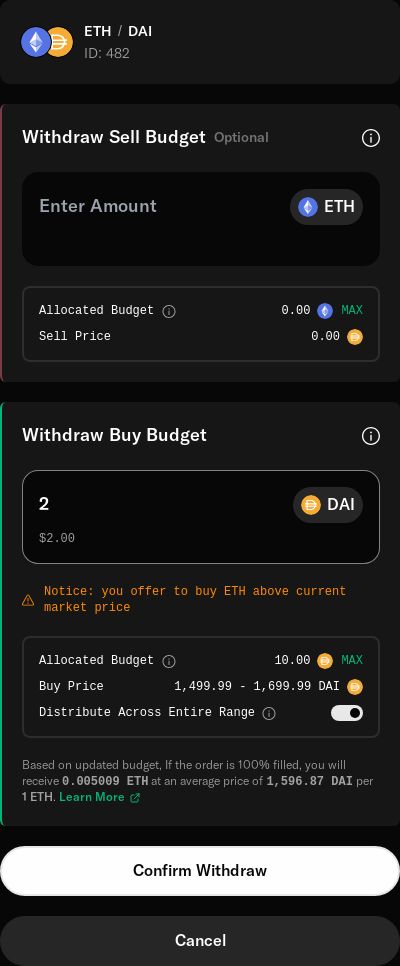 ETH / DAI
ID: 482
Withdraw Sell Budget Optional
Enter Amount ETH
Allocated Budget 0.00 MAX
Sell Price 0.00
Withdraw Buy Budget
2 DAI
$2.00
Notice: you offer to buy ETH above current
market price
Allocated Budget 10.00 MAX
Buy Price 1,499.99 - 1,699.99 DAI
Distribute Across Entire Range
Based on updated budget, If the order is 100% filled, you will
receive 0.005009 ETH at an average price of 1,596.87 DAI per
1 ETH. Learn More
Confirm Withdraw
Cancel